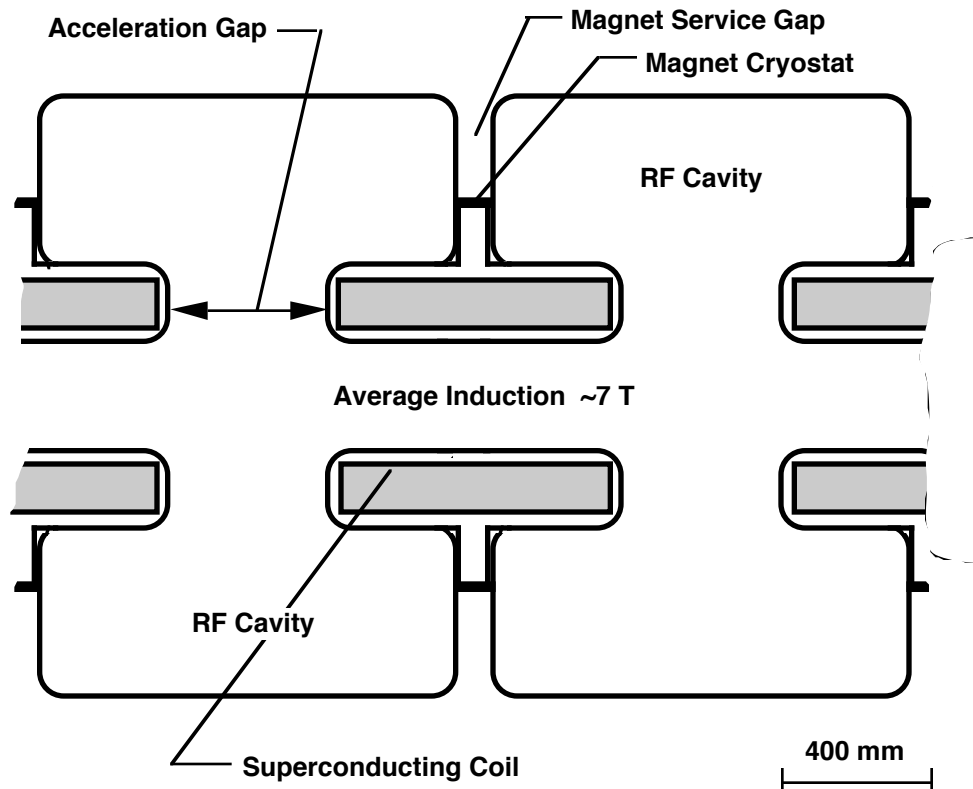 Acceleration Gap
Magnet Service Gap
Magnet Cryostat
RF Cavity
Average Induction ~7 T
RF Cavity
Superconducting Coil
400 mm